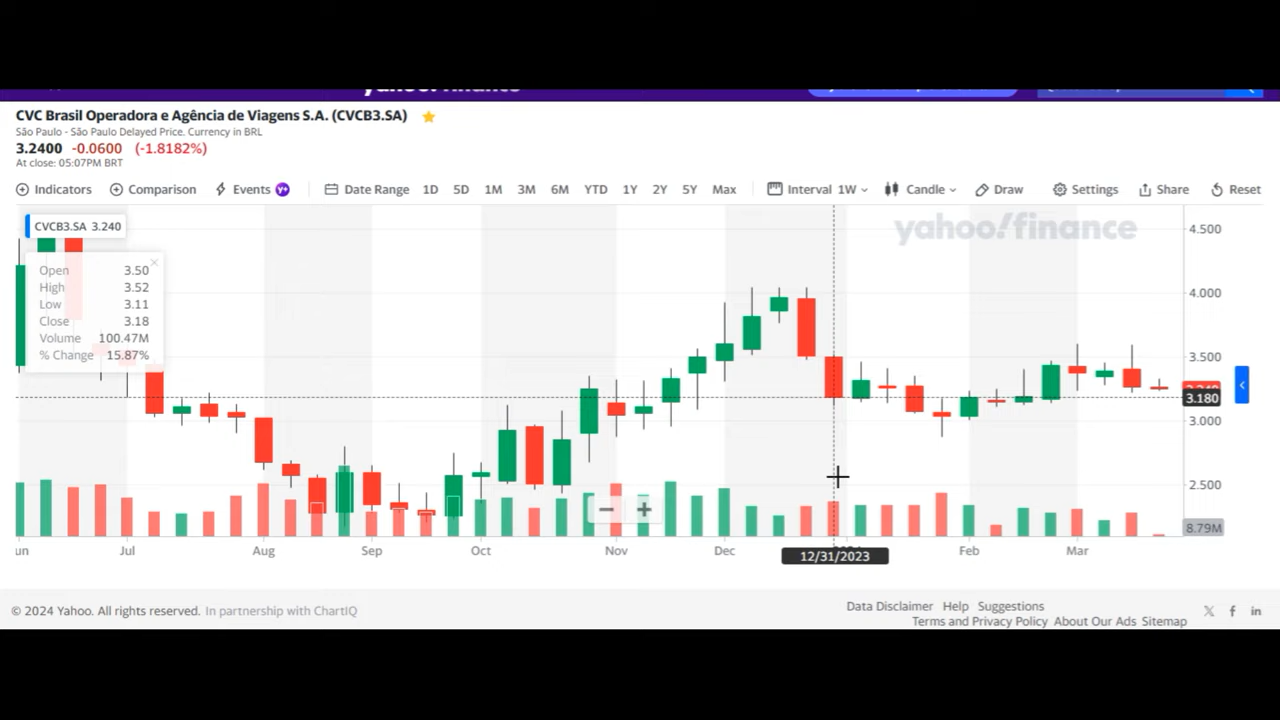 yahoo!finance
CVC Brasil Operadora e Agência de Viagens S.A. (CVCB3.SA)
São Paulo - São Paulo Delayed Price. Currency in BRL
3.2400 -0.0600 (-1.8182%)
At close: 05:07PM BRT
Indicators Comparison Events Y+ Date Range 1D 5D 1M 3M 6M YTD 1Y 2Y 5Y Max Interval 1W Candle Draw Settings Share Reset
CVCB3.SA 3.240
yahoo!finance
4.500
Open 3.50
High 3.52
Low 3.11
Close 3.18
Volume 100.47M
% Change 15.87%
4.000
3.500
3.240
3.180
3.000
2.500
8.79M
un Jul Aug Sep Oct Nov Dec Feb Mar
12/31/2023
© 2024 Yahoo. All rights reserved. In partnership with ChartIQ
Data Disclaimer Help Suggestions
Terms and Privacy Policy About Our Ads Sitemap